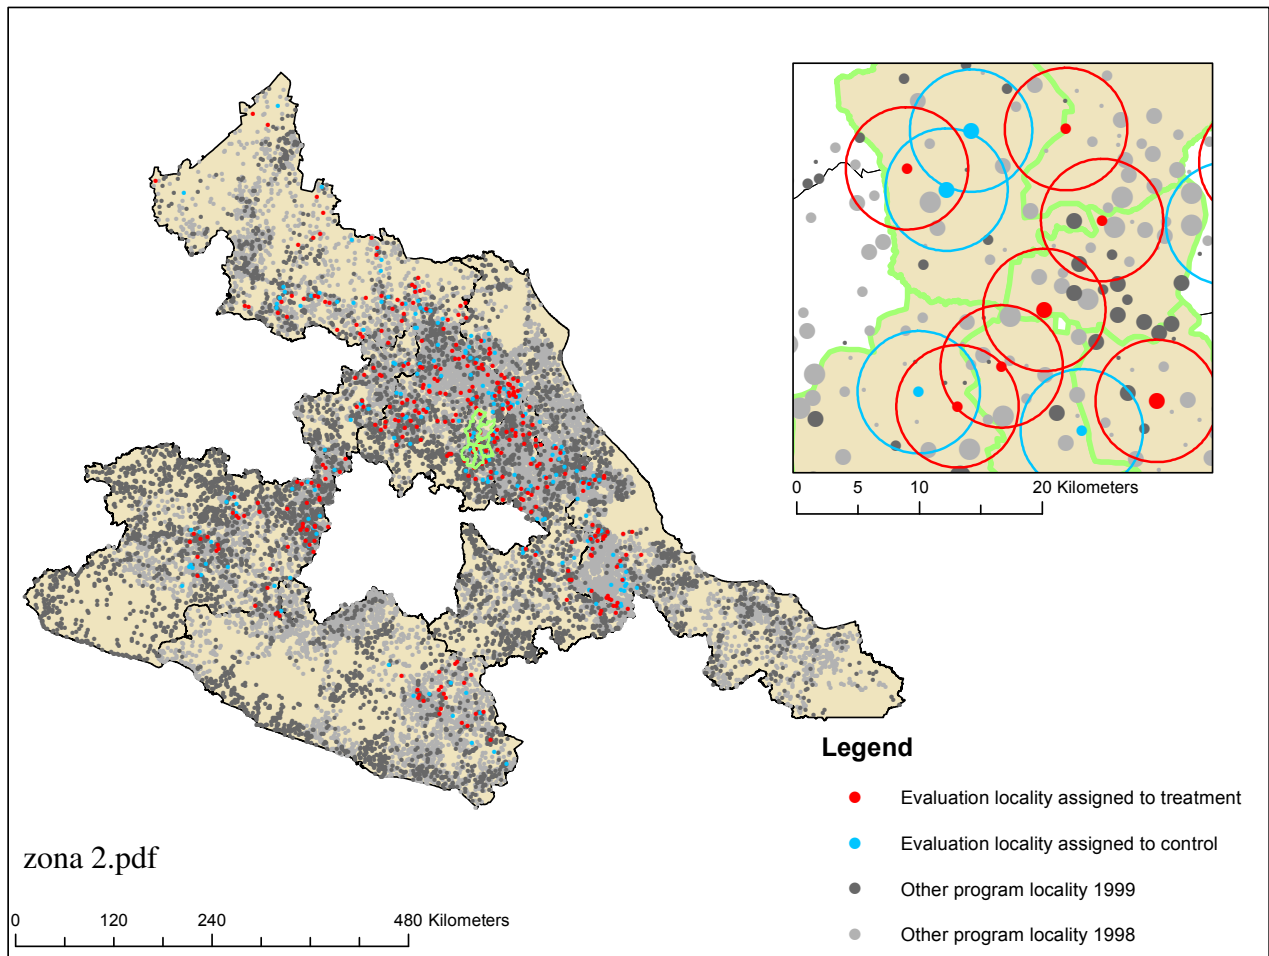 0 5 10 20 Kilometers
Legend
Evaluation locality assigned to treatment
Evaluation locality assigned to control
Other program locality 1999
Other program locality 1998
zona 2.pdf
0 120 240 480 Kilometers